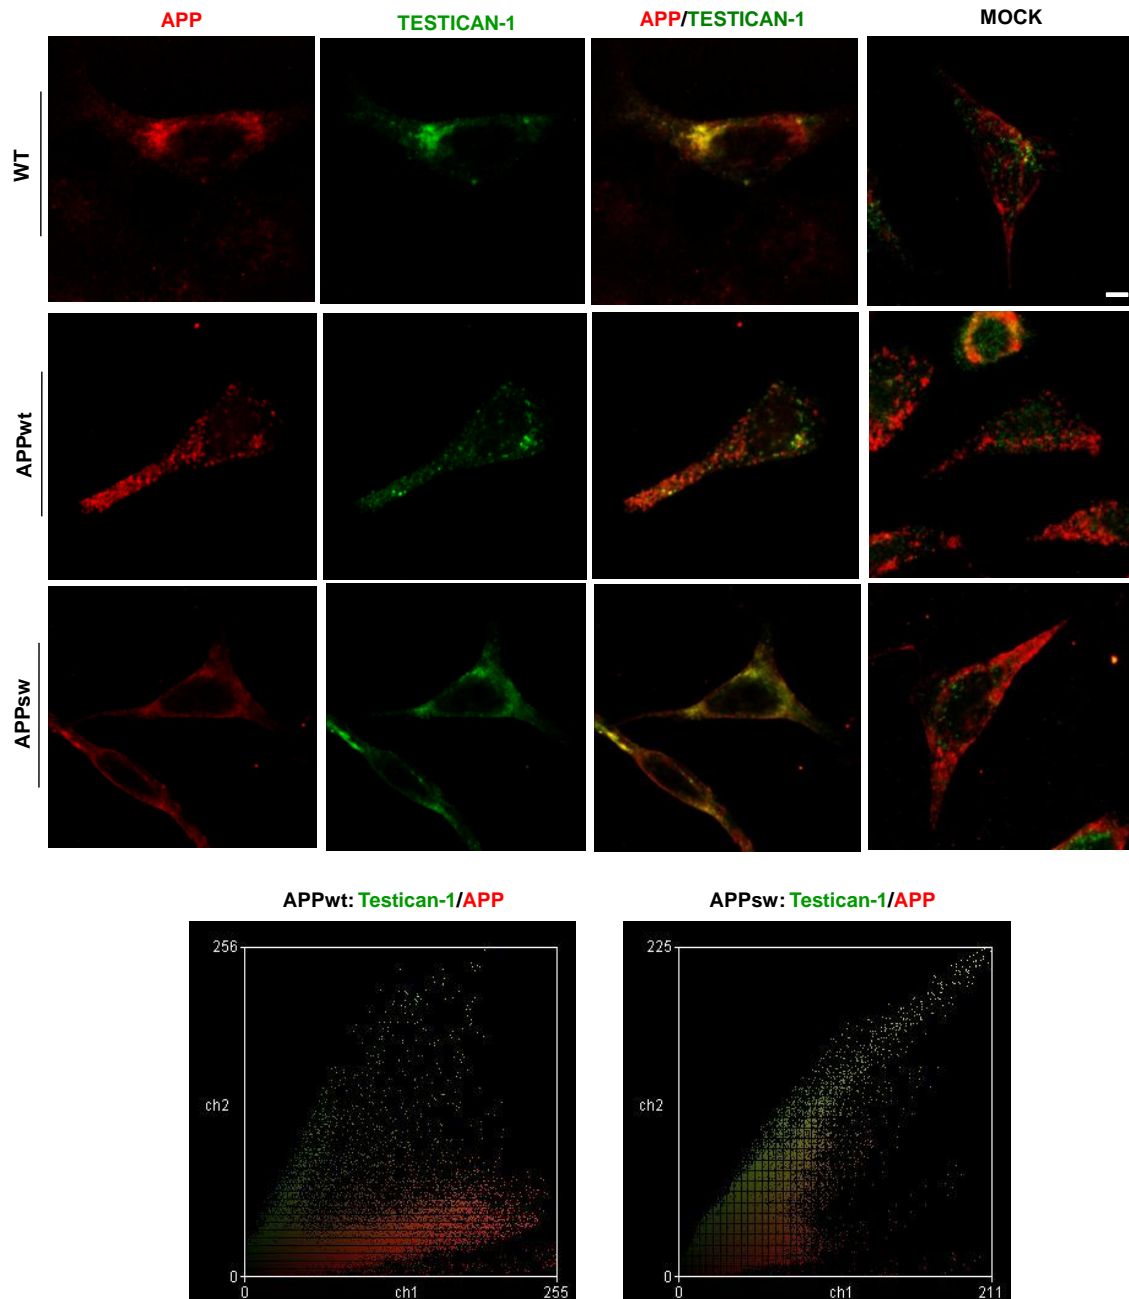 APP TESTICAN-1 APP/TESTICAN-1 MOCK
WT
APPwt
APPsw
APPwt: Testican-1/APP APPsw: Testican-1/APP
256 225
ch2 ch2
0 0
0 ch1 255 0 ch1 211